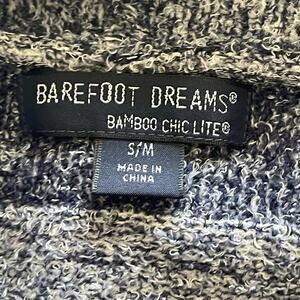 BAREFOOT DREAMS®
BAMBOO CHIC LITE®
S/M
MADE IN
CHINA